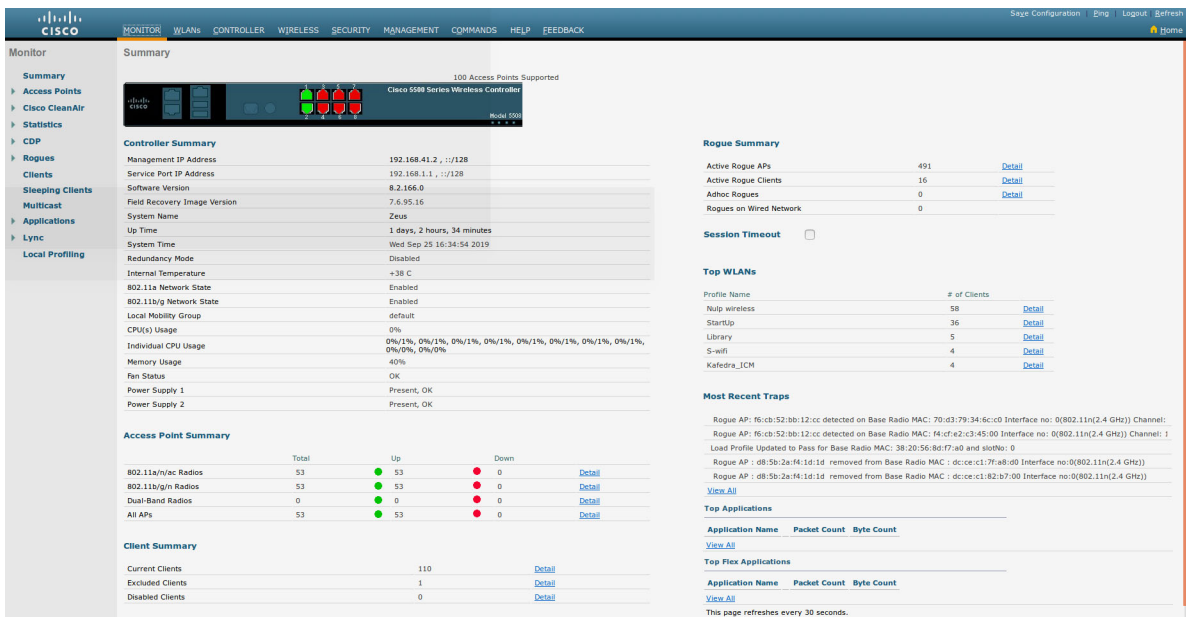 Save Configuration | Ping | Logout | Refresh
CISCO
MONITOR WLANs CONTROLLER WIRELESS SECURITY MANAGEMENT COMMANDS HELP FEEDBACK
Home
Monitor
Summary
Access Points
Cisco CleanAir
Statistics
CDP
Rogues
Clients
Sleeping Clients
Multicast
Applications
Lync
Local Profiling
Summary
100 Access Points Supported
CISCO
1 3 5 7
2 4 6 8
Cisco 5500 Series Wireless Controller
Model 5508
Controller Summary
Management IP Address 192.168.41.2 , ::/128
Service Port IP Address 192.168.1.1 , ::/128
Software Version 8.2.166.0
Field Recovery Image Version 7.6.95.16
System Name Zeus
Up Time 1 days, 2 hours, 34 minutes
System Time Wed Sep 25 16:34:54 2019
Redundancy Mode Disabled
Internal Temperature +38 C
802.11a Network State Enabled
802.11b/g Network State Enabled
Local Mobility Group default
CPU(s) Usage 0%
Individual CPU Usage 0%/1%, 0%/1%, 0%/1%, 0%/1%, 0%/1%, 0%/1%, 0%/1%, 0%/1%,
0%/0%, 0%/0%
Memory Usage 40%
Fan Status OK
Power Supply 1 Present, OK
Power Supply 2 Present, OK
Access Point Summary
Total Up Down
802.11a/n/ac Radios 53 53 0 Detail
802.11b/g/n Radios 53 53 0 Detail
Dual-Band Radios 0 0 0 Detail
All APs 53 53 0 Detail
Client Summary
Current Clients 110 Detail
Excluded Clients 1 Detail
Disabled Clients 0 Detail
Rogue Summary
Active Rogue APs 491 Detail
Active Rogue Clients 16 Detail
Adhoc Rogues 0 Detail
Rogues on Wired Network 0
Session Timeout
Top WLANs
Profile Name # of Clients
Nulp wireless 58 Detail
StartUp 36 Detail
Library 5 Detail
S-wifi 4 Detail
Kafedra_ICM 4 Detail
Most Recent Traps
Rogue AP: f6:cb:52:bb:12:cc detected on Base Radio MAC: 70:d3:79:34:6c:c0 Interface no: 0(802.11n(2.4 GHz)) Channel:
Rogue AP: f6:cb:52:bb:12:cc detected on Base Radio MAC: f4:cf:e2:c3:45:00 Interface no: 0(802.11n(2.4 GHz)) Channel: 1
Load Profile Updated to Pass for Base Radio MAC: 38:20:56:8d:f7:a0 and slotNo: 0
Rogue AP : d8:5b:2a:f4:1d:1d removed from Base Radio MAC : dc:ce:c1:7f:a8:d0 Interface no:0(802.11n(2.4 GHz))
Rogue AP : d8:5b:2a:f4:1d:1d removed from Base Radio MAC : dc:ce:c1:82:b7:00 Interface no:0(802.11n(2.4 GHz))
View All
Top Applications
Application Name Packet Count Byte Count
View All
Top Flex Applications
Application Name Packet Count Byte Count
View All
This page refreshes every 30 seconds.